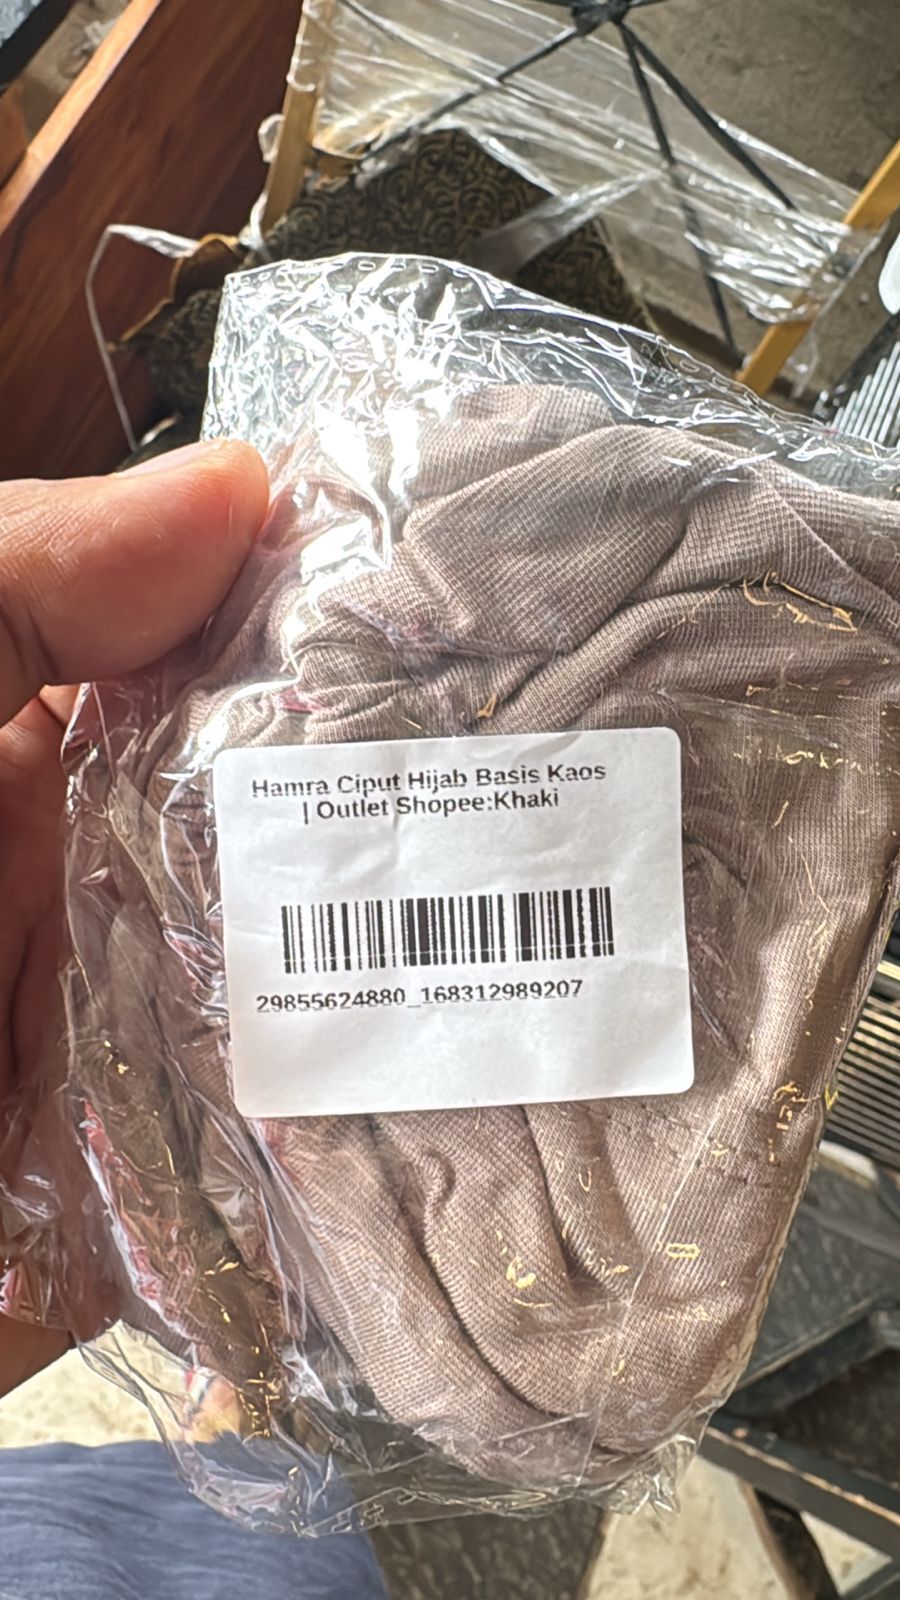 Hamra Ciput Hijab Basis Kaos
| Outlet Shopee:Khaki
29855624880_168312989207